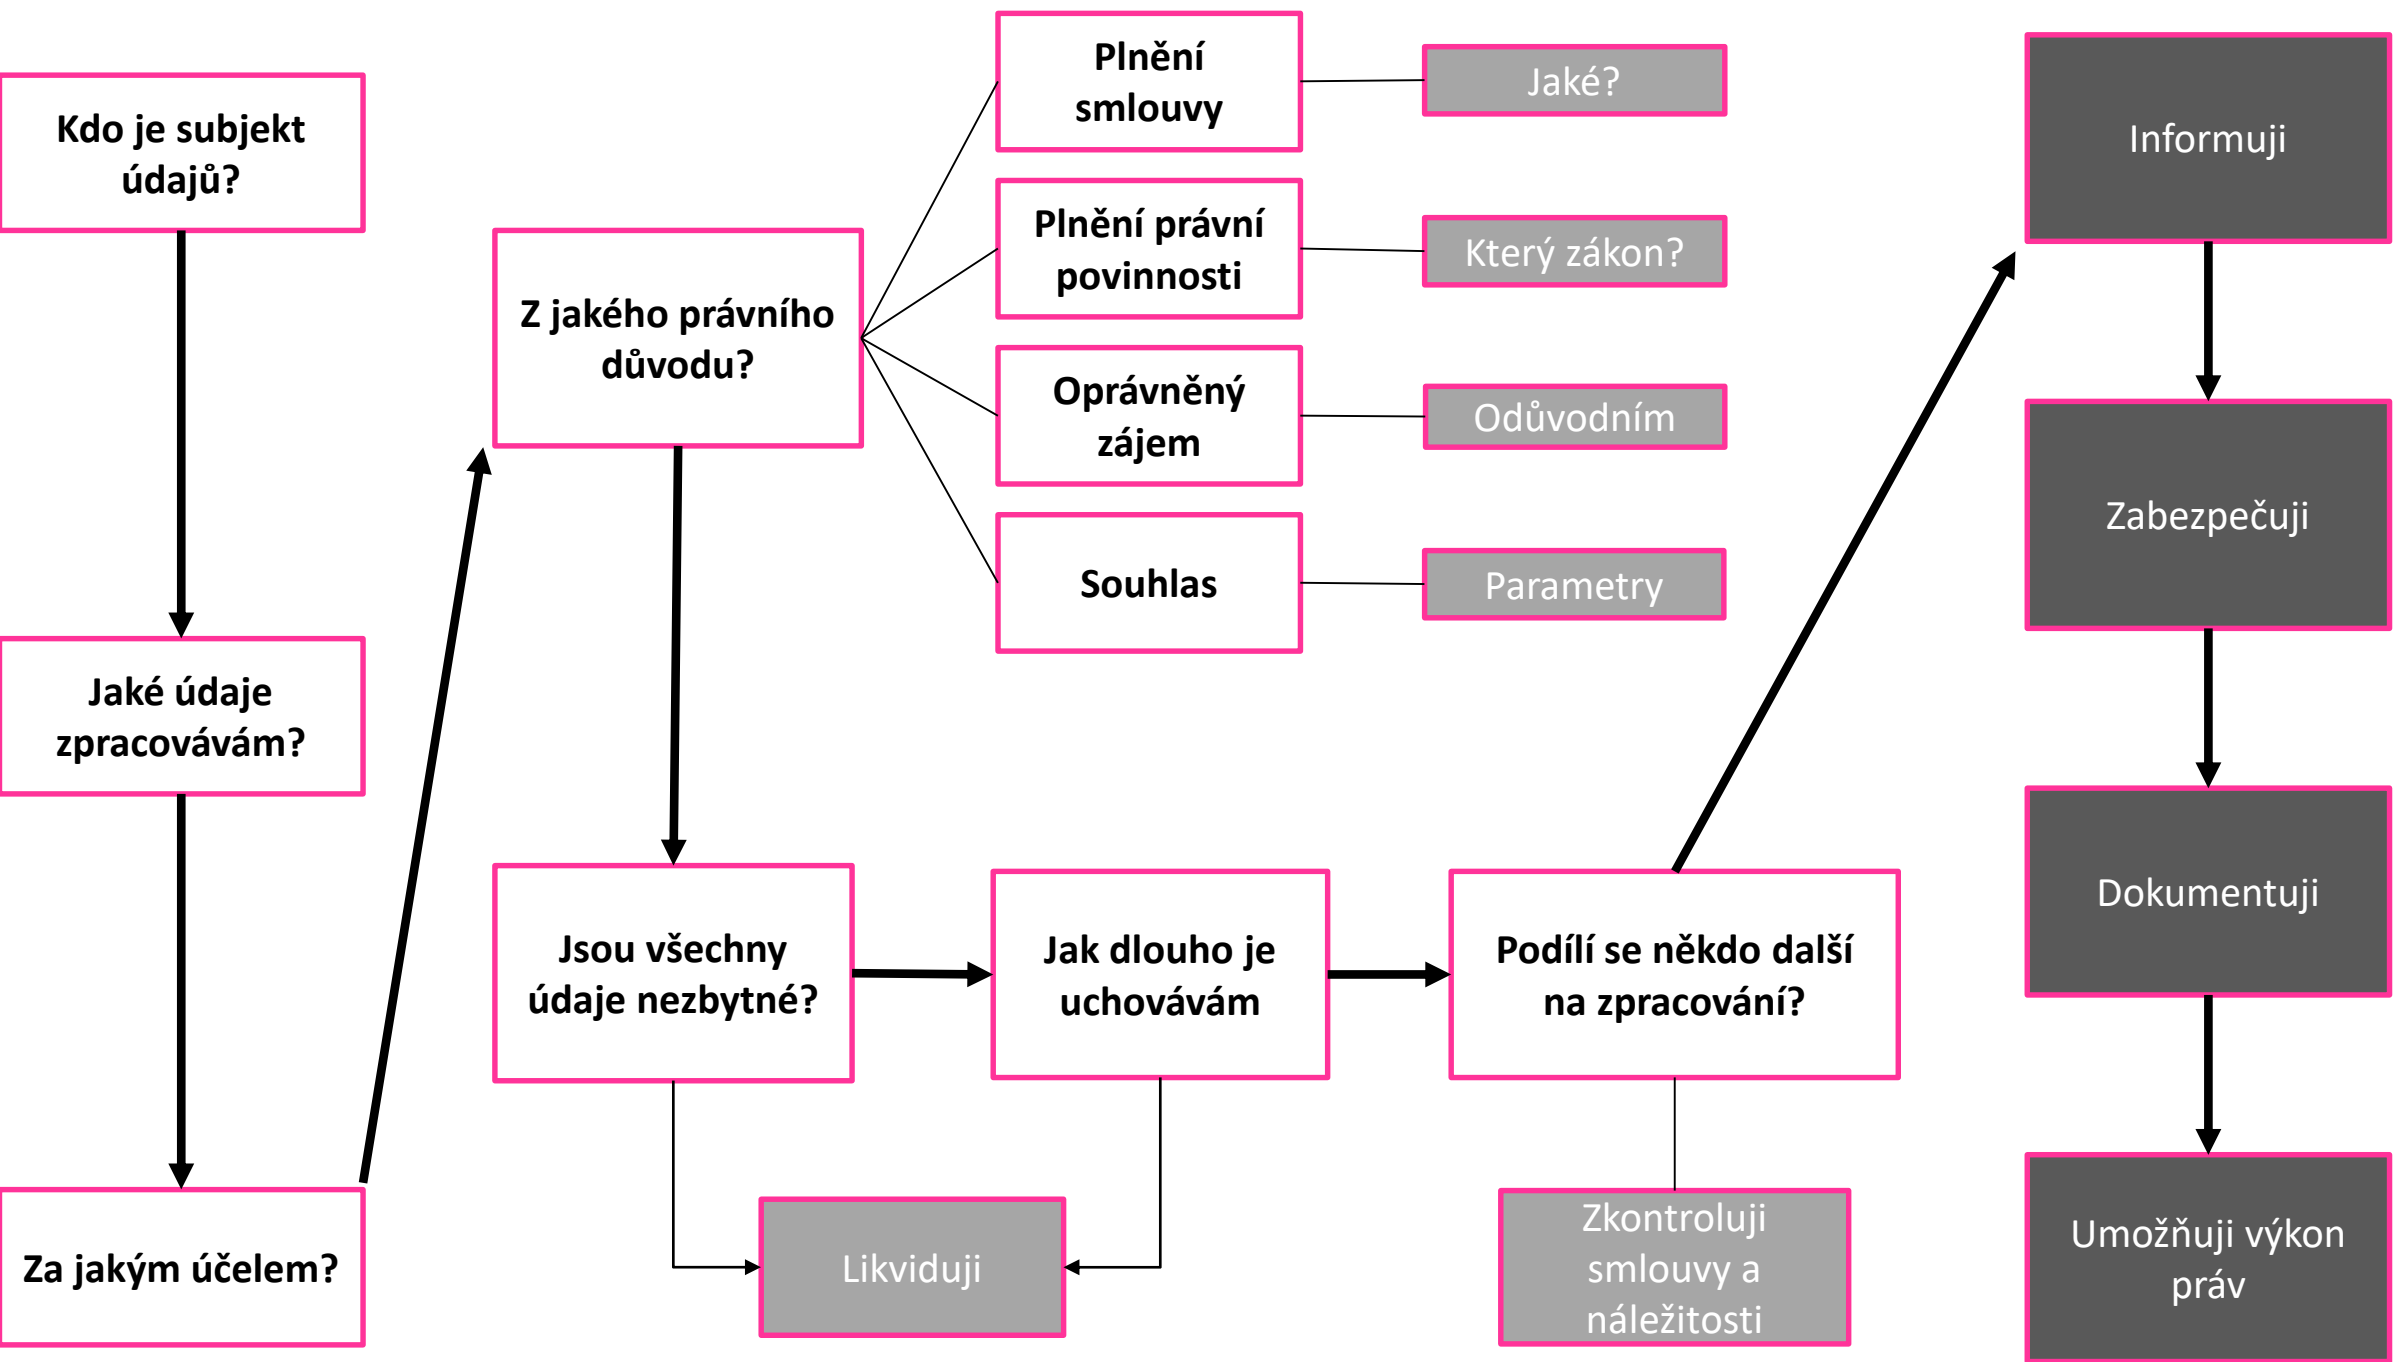 Kdo je subjekt
údajů?
Jaké údaje
zpracovávám?
Za jakým účelem?
Z jakého právního
důvodu?
Plnění
smlouvy
Jaké?
Plnění právní
povinnosti
Který zákon?
Oprávněný
zájem
Odůvodním
Souhlas
Parametry
Jsou všechny
údaje nezbytné?
Jak dlouho je
uchovávám
Likviduji
Podílí se někdo další
na zpracování?
Zkontroluji
smlouvy a
náležitosti
Informuji
Zabezpečuji
Dokumentuji
Umožňuji výkon
práv